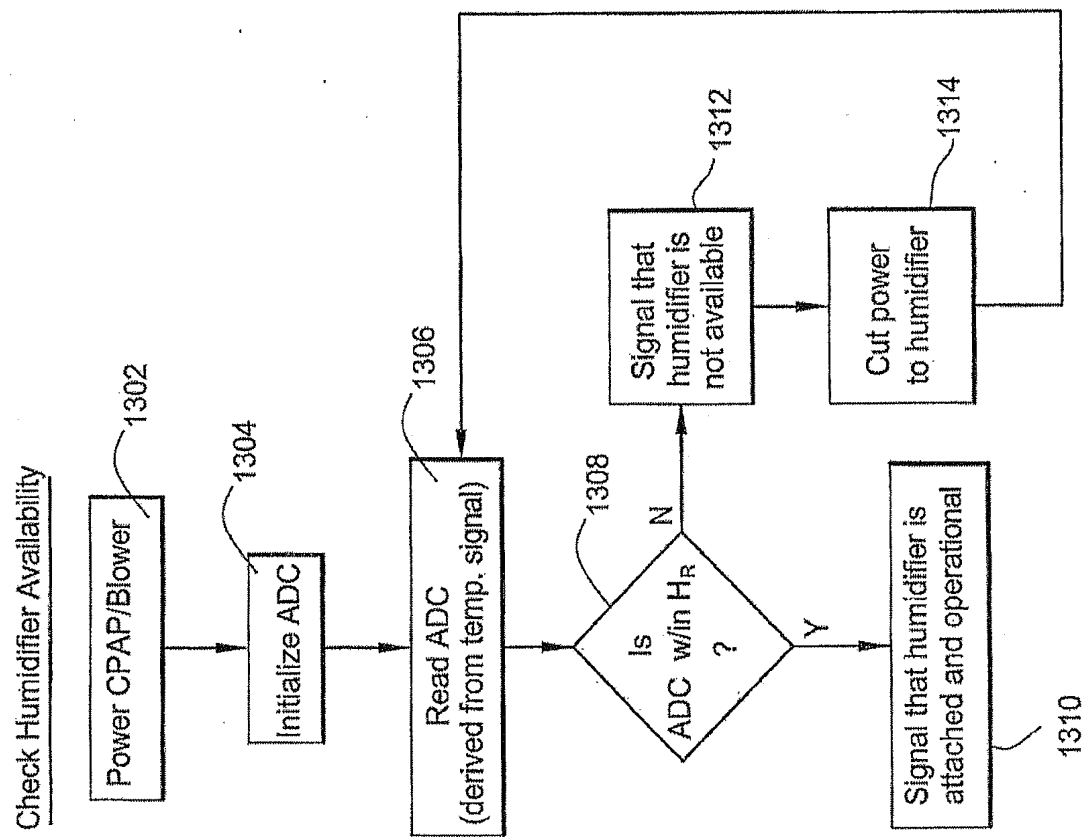 Check Humidifier Availability
Power CPAP/Blower
1302
Initialize ADC
1304
Read ADC
(derived from temp. signal)
1306
Is
ADC w/in H_R
?
1308
N
Y
Signal that humidifier is
attached and operational
1310
Signal that
humidifier is
not available
1312
Cut power
to humidifier
1314